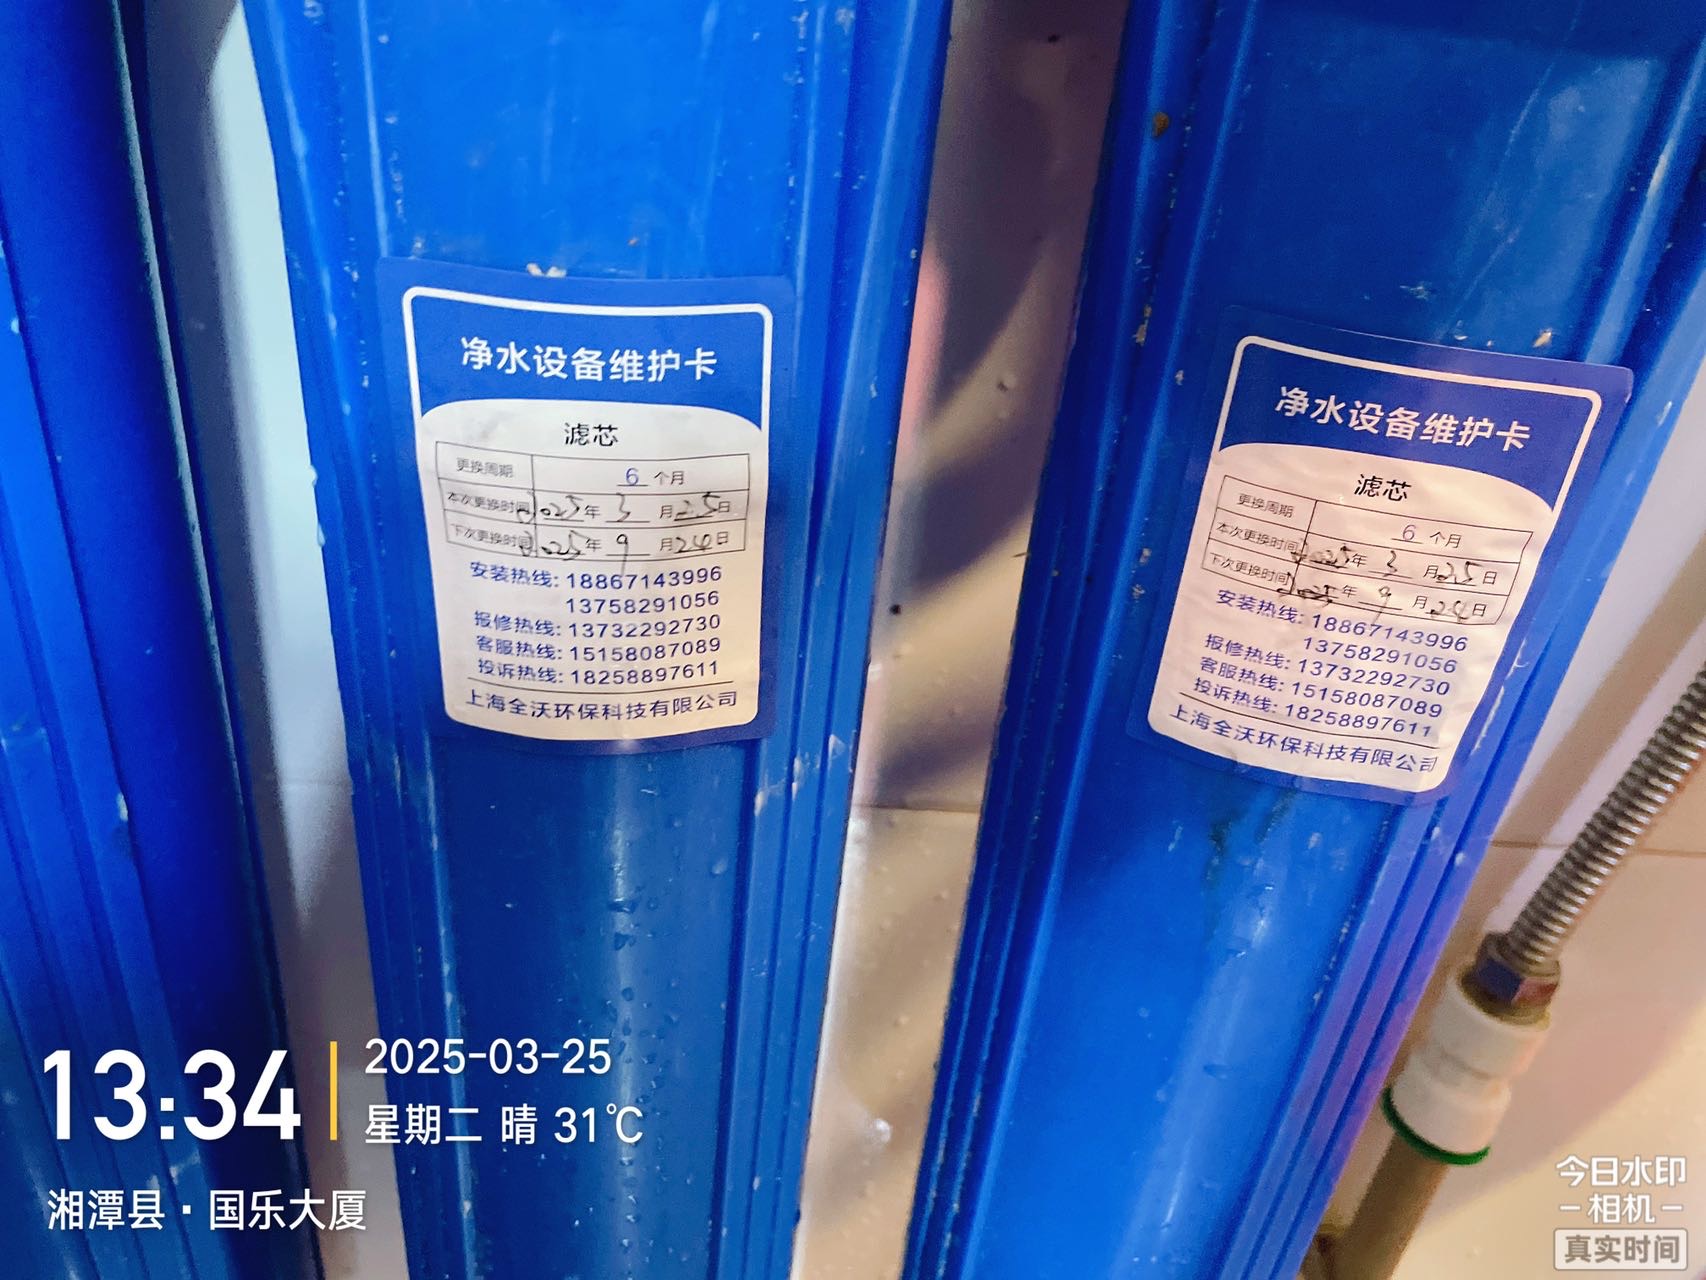 净水设备维护卡
滤芯
更换周期 6 个月
本次更换时间 2025年 3 月 25日
下次更换时间 2025年 9 月 24日
安装热线: 18867143996
13758291056
报修热线: 13732292730
客服热线: 15158087089
投诉热线: 18258897611
上海全沃环保科技有限公司
净水设备维护卡
滤芯
更换周期 6 个月
本次更换时间 2025年 3 月 25日
下次更换时间 2025年 9 月 24日
安装热线: 18867143996
13758291056
报修热线: 13732292730
客服热线: 15158087089
投诉热线: 18258897611
上海全沃环保科技有限公司
13:34
2025-03-25
星期二 晴 31℃
湘潭县·国乐大厦
今日水印
相机
真实时间